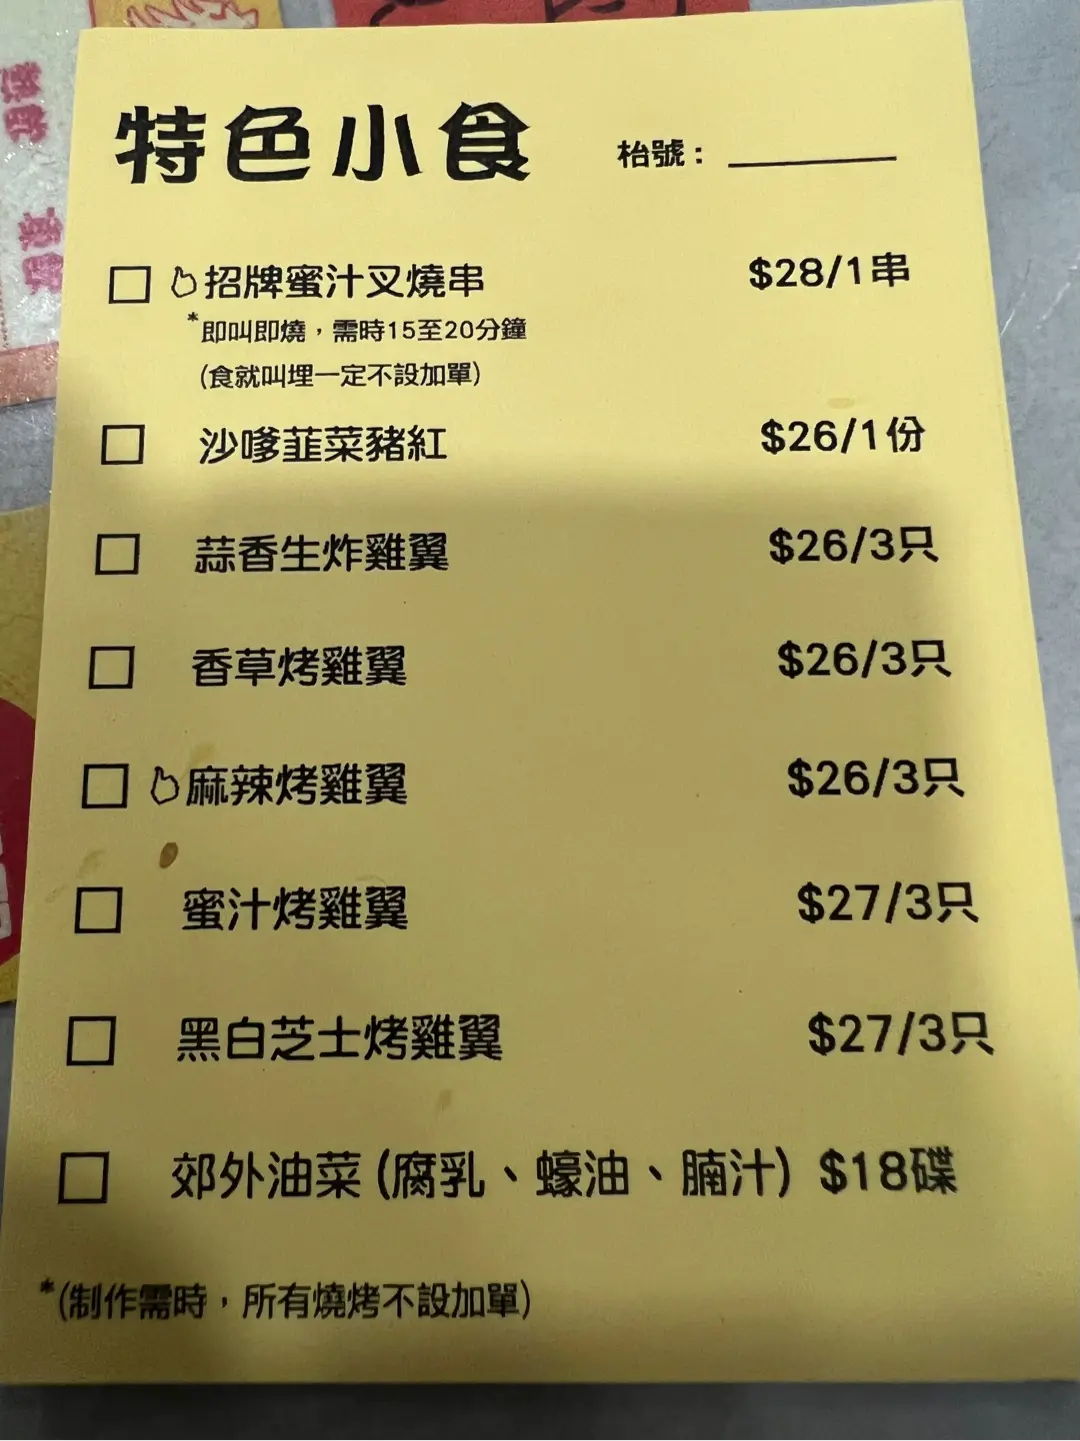 特色小食 枱號：
招牌蜜汁叉燒串 $28/1串
*即叫即燒，需時15至20分鐘
(食就叫埋一定不設加單)
沙嗲韮菜豬紅 $26/1份
蒜香生炸雞翼 $26/3只
香草烤雞翼 $26/3只
麻辣烤雞翼 $26/3只
蜜汁烤雞翼 $27/3只
黑白芝士烤雞翼 $27/3只
郊外油菜(腐乳、蠔油、腩汁) $18碟
*(制作需時，所有燒烤不設加單)